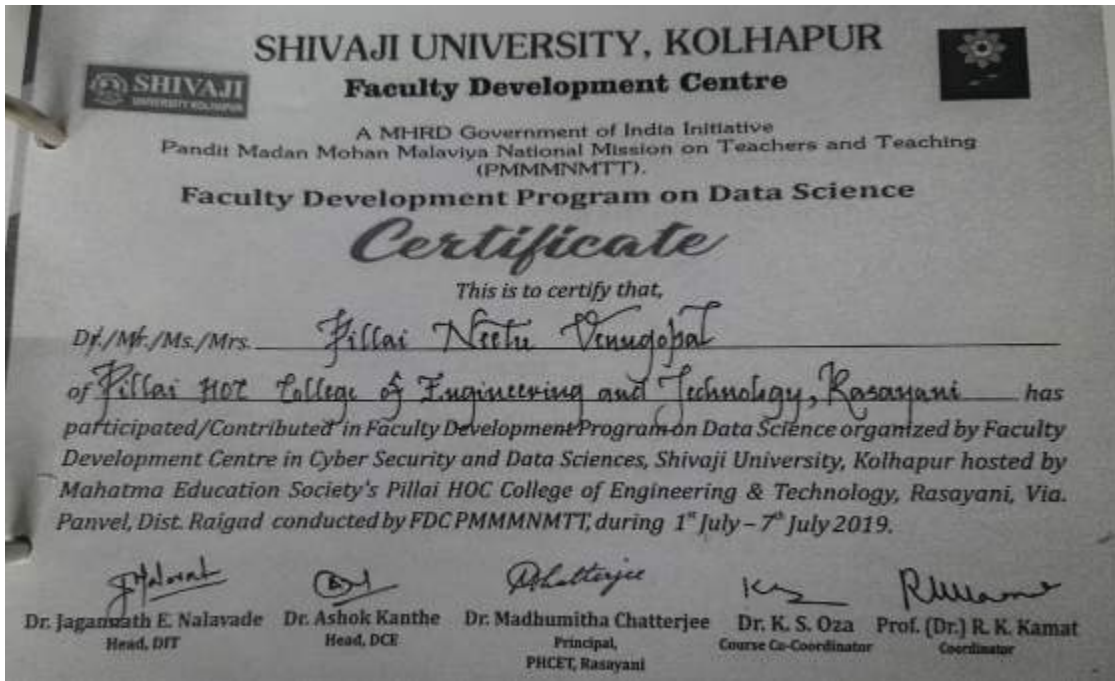 SHIVAJI UNIVERSITY, KOLHAPUR
SHIVAJI
UNIVERSITY KOLHAPUR
Faculty Development Centre
A MHRD Government of India Initiative
Pandit Madan Mohan Malaviya National Mission on Teachers and Teaching
(PMMMNMTT).
Faculty Development Program on Data Science
Certificate
This is to certify that,
Dr./Mr./Ms./Mrs. Pillai Neetu Venugopal
of Pillai HOC College of Engineering and Technology, Rasayani has
participated/Contributed in Faculty Development Program on Data Science organized by Faculty
Development Centre in Cyber Security and Data Sciences, Shivaji University, Kolhapur hosted by
Mahatma Education Society's Pillai HOC College of Engineering & Technology, Rasayani, Via.
Panvel, Dist. Raigad conducted by FDC PMMMNMTT, during 1st July – 7th July 2019.
Dr. Jagannath E. Nalavade Dr. Ashok Kanthe Dr. Madhumitha Chatterjee Dr. K. S. Oza Prof. (Dr.) R. K. Kamat
Head, DIT Head, DCE Principal, Course Co-Coordinator Coordinator
PHCET, Rasayani